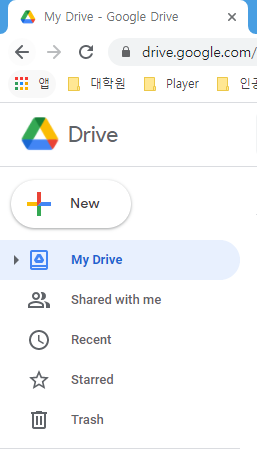 My Drive - Google Drive
drive.google.com/
앱 대학원 Player 인공
Drive
New
My Drive
Shared with me
Recent
Starred
Trash